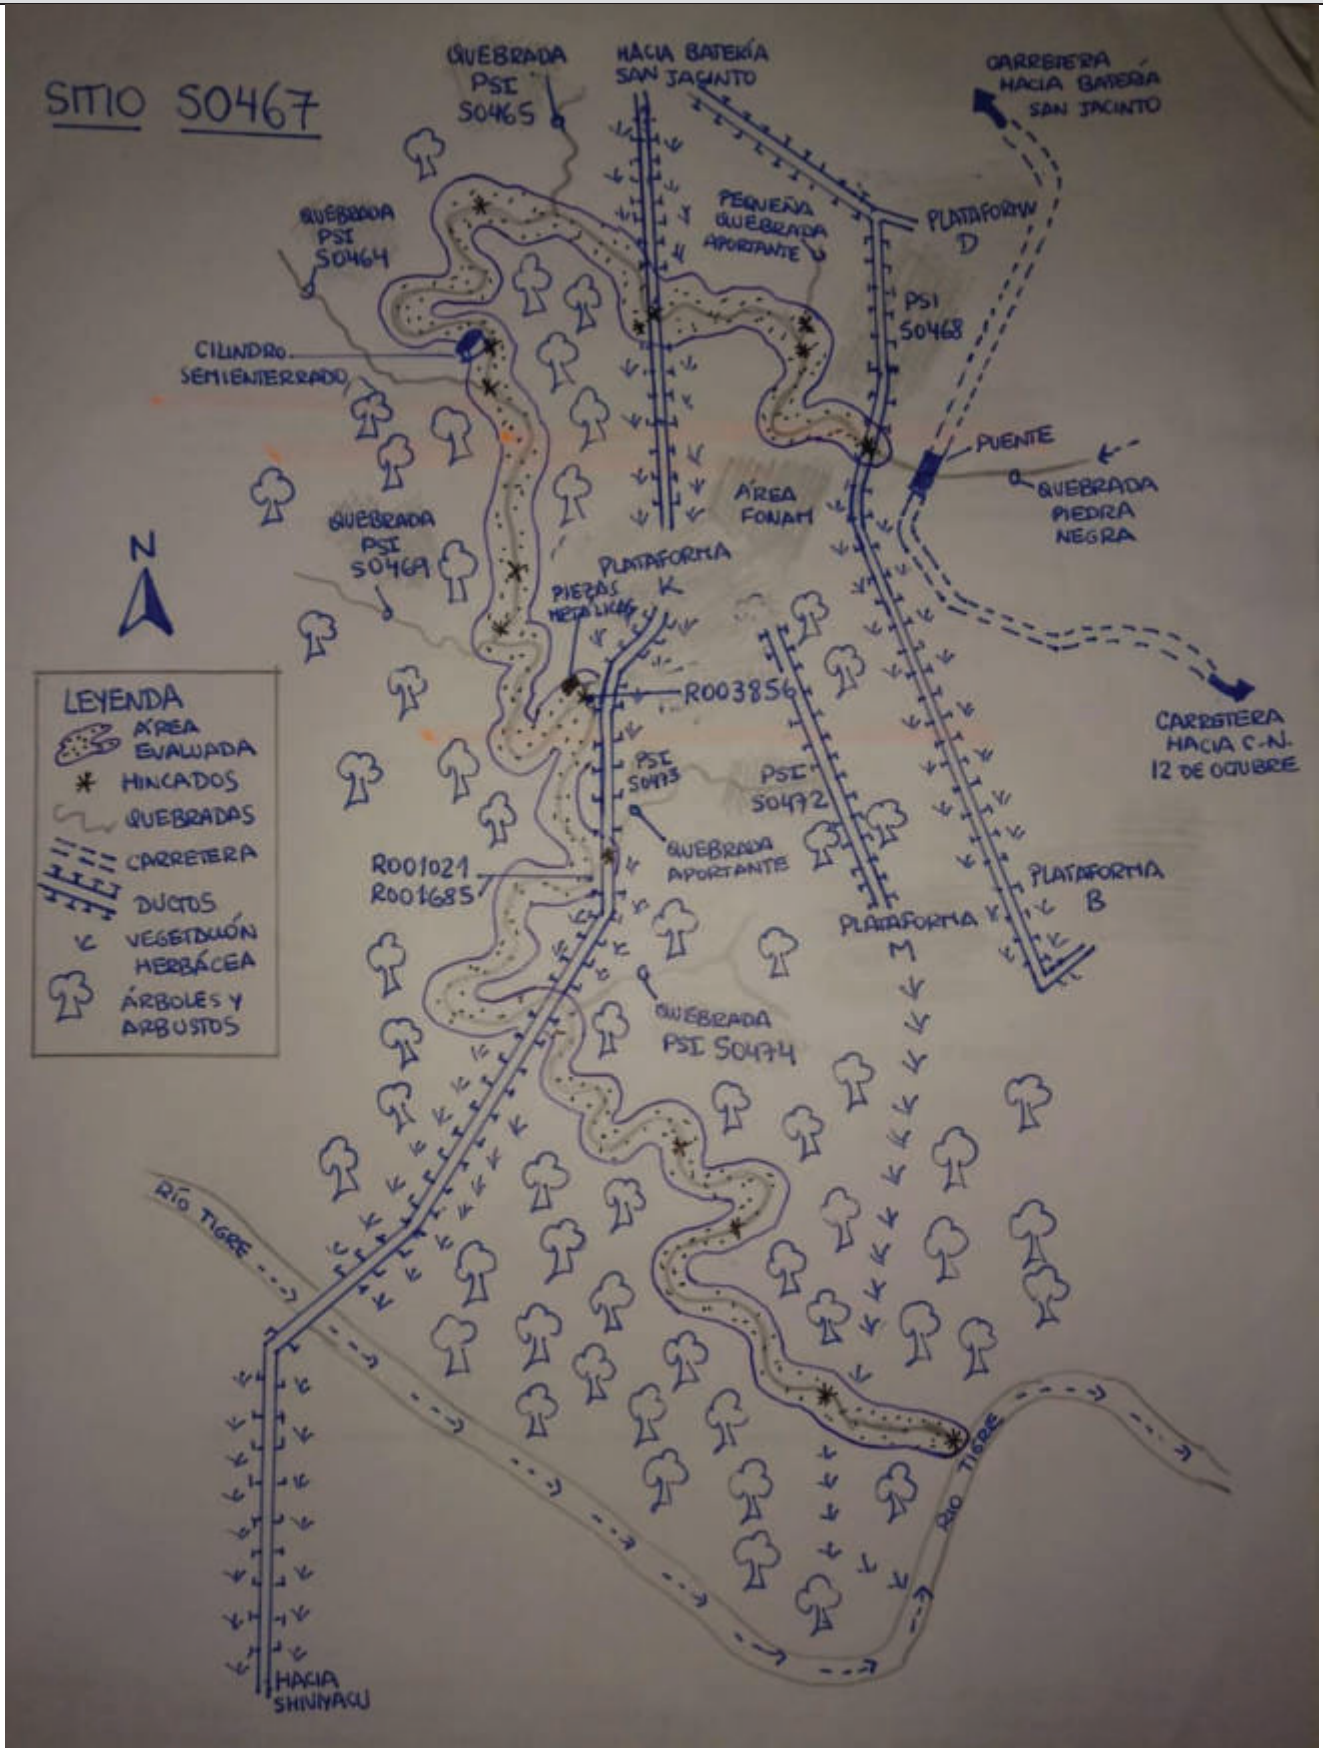 SITIO S0467
QUEBRADA
PSI
S0465
HACIA BATERÍA
SAN JACINTO
CARRETERA
HACIA BATERÍA
SAN JACINTO
QUEBRADA
PSI
S0464
PEQUEÑA
QUEBRADA
APORTANTE
PLATAFORM
D
PSI
S0468
CILINDRO
SEMIENTERRADO
PUENTE
QUEBRADA
PIEDRA
NEGRA
ÁREA
FONAM
QUEBRADA
PSI
S0469
N
PLATAFORMA
K
PIEZAS
METÁLICAS
R003856
CARRETERA
HACIA C.N.
12 DE OCTUBRE
LEYENDA
ÁREA
EVALUADA
HINCADOS
QUEBRADAS
CARRETERA
DUCTOS
VEGETACIÓN
HERBÁCEA
ÁRBOLES Y
ARBUSTOS
PSI
S0473
PSI
S0472
QUEBRADA
APORTANTE
R001021
R001685
PLATAFORMA
B
PLATAFORMA
M
QUEBRADA
PSI S0474
RÍO TIGRE
RÍO TIGRE
HACIA
SHIVIYACU